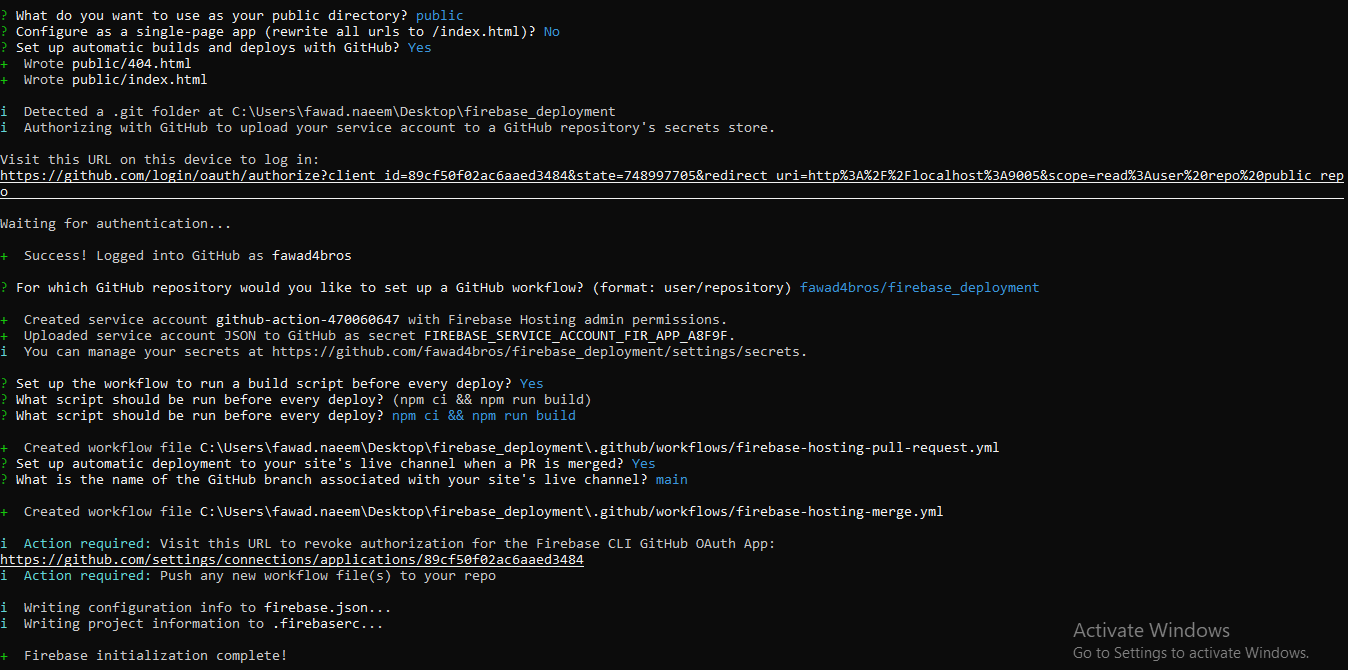 ? What do you want to use as your public directory? public
? Configure as a single-page app (rewrite all urls to /index.html)? No
? Set up automatic builds and deploys with GitHub? Yes
+  Wrote public/404.html
+  Wrote public/index.html
i  Detected a .git folder at C:\Users\fawad.naeem\Desktop\firebase_deployment
i  Authorizing with GitHub to upload your service account to a GitHub repository's secrets store.
Visit this URL on this device to log in:
https://github.com/login/oauth/authorize?client_id=89cf50f02ac6aaed3484&state=748997705&redirect_uri=http%3A%2F%2Flocalhost%3A9005&scope=read%3Auser%20repo%20public_rep
o
Waiting for authentication...
+  Success! Logged into GitHub as fawad4bros
? For which GitHub repository would you like to set up a GitHub workflow? (format: user/repository) fawad4bros/firebase_deployment
+  Created service account github-action-470060647 with Firebase Hosting admin permissions.
+  Uploaded service account JSON to GitHub as secret FIREBASE_SERVICE_ACCOUNT_FIR_APP_A8F9F.
i  You can manage your secrets at https://github.com/fawad4bros/firebase_deployment/settings/secrets.
? Set up the workflow to run a build script before every deploy? Yes
? What script should be run before every deploy? (npm ci && npm run build)
? What script should be run before every deploy? npm ci && npm run build
+  Created workflow file C:\Users\fawad.naeem\Desktop\firebase_deployment\.github/workflows/firebase-hosting-pull-request.yml
? Set up automatic deployment to your site's live channel when a PR is merged? Yes
? What is the name of the GitHub branch associated with your site's live channel? main
+  Created workflow file C:\Users\fawad.naeem\Desktop\firebase_deployment\.github/workflows/firebase-hosting-merge.yml
i  Action required: Visit this URL to revoke authorization for the Firebase CLI GitHub OAuth App:
https://github.com/settings/connections/applications/89cf50f02ac6aaed3484
i  Action required: Push any new workflow file(s) to your repo
i  Writing configuration info to firebase.json...
i  Writing project information to .firebaserc...
+  Firebase initialization complete!
Activate Windows
Go to Settings to activate Windows.